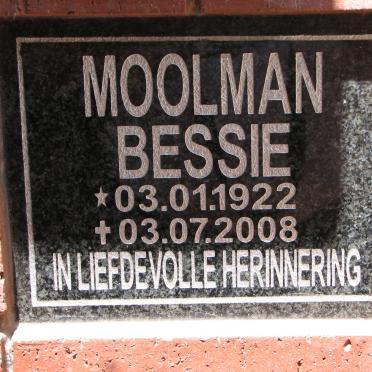 MOOLMAN
BESSIE
★03.01.1922
✝03.07.2008
IN LIEFDEVOLLE HERINNERING